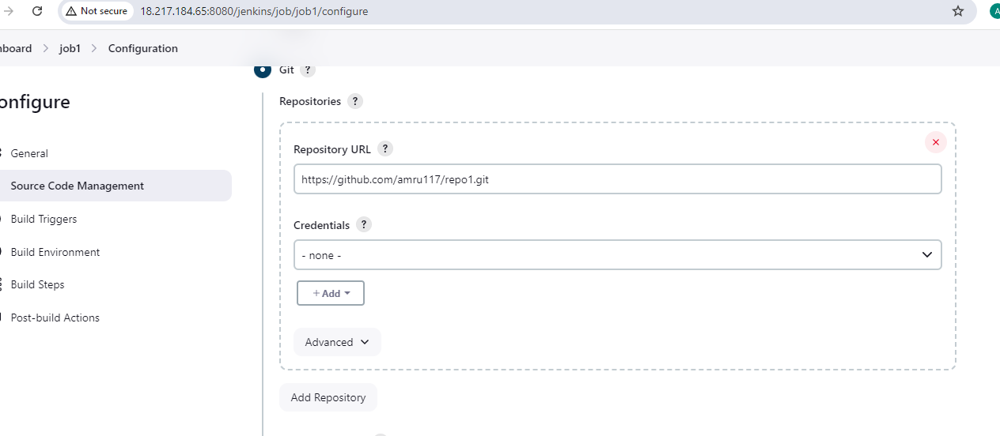 Not secure 18.217.184.65:8080/jenkins/job/job1/configure
board > job1 > Configuration
Git ?
onfigure
Repositories ?
General
Repository URL ?
https://github.com/amru117/repo1.git
Source Code Management
Build Triggers
Credentials ?
Build Environment
- none -
Build Steps
+ Add
Post-build Actions
Advanced
Add Repository